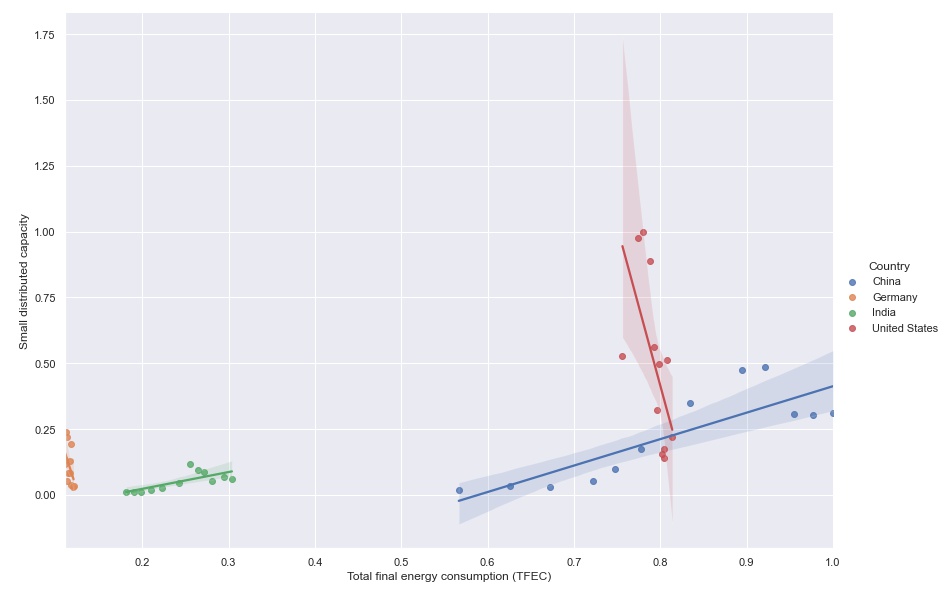 1.75
1.50
1.25
1.00
0.75
0.50
0.25
0.00
Small distributed capacity
0.2 0.3 0.4 0.5 0.6 0.7 0.8 0.9 1.0
Total final energy consumption (TFEC)
Country
China
Germany
India
United States